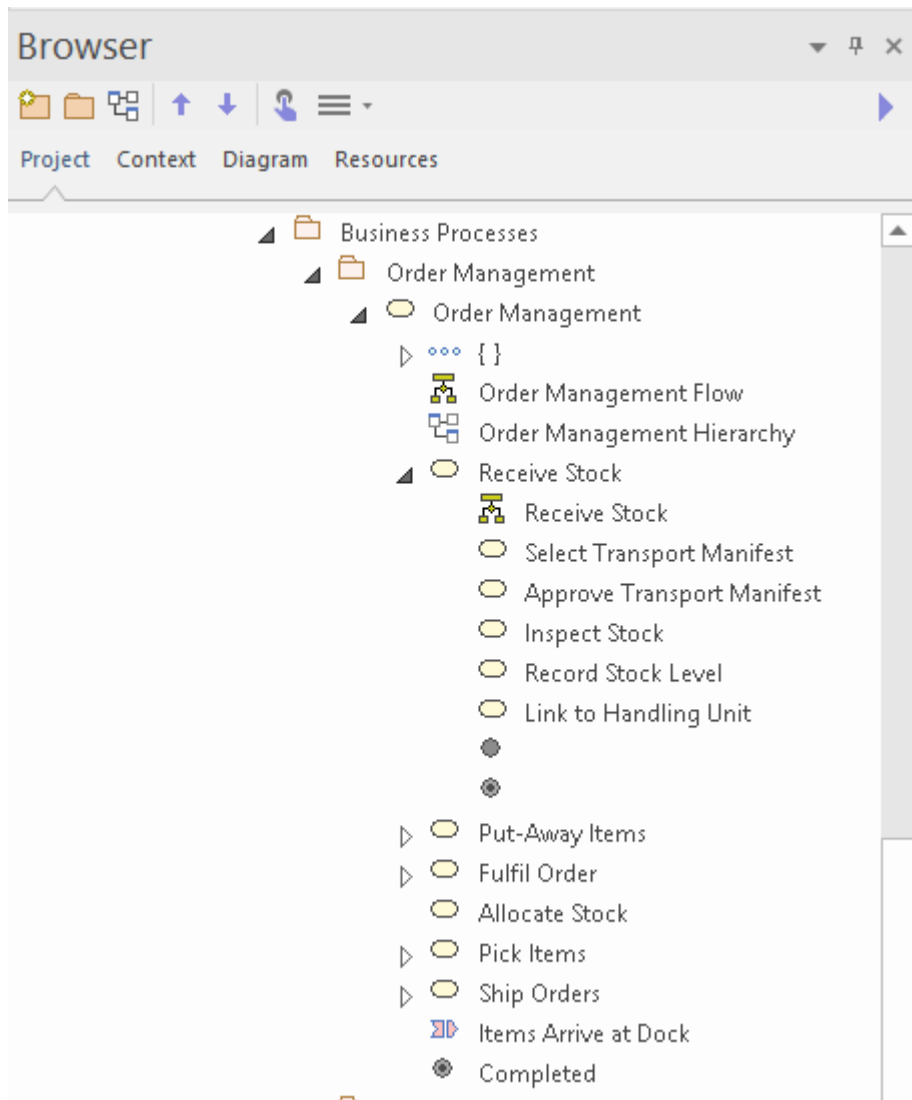 Browser
Project Context Diagram Resources
Business Processes
Order Management
Order Management
{ }
Order Management Flow
Order Management Hierarchy
Receive Stock
Receive Stock
Select Transport Manifest
Approve Transport Manifest
Inspect Stock
Record Stock Level
Link to Handling Unit
Put-Away Items
Fulfil Order
Allocate Stock
Pick Items
Ship Orders
Items Arrive at Dock
Completed